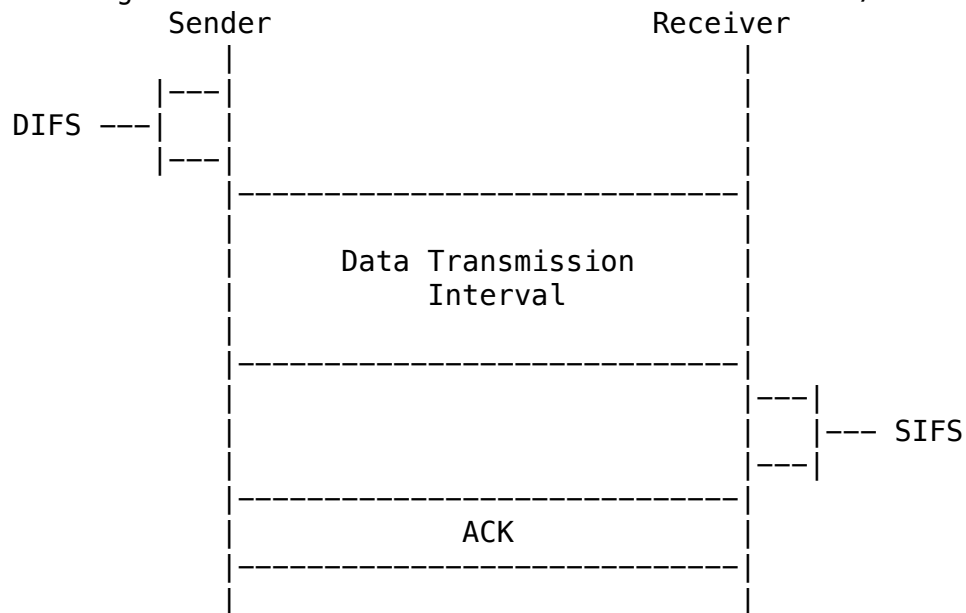 Sender Receiver
DIFS
Data Transmission
Interval
SIFS
ACK